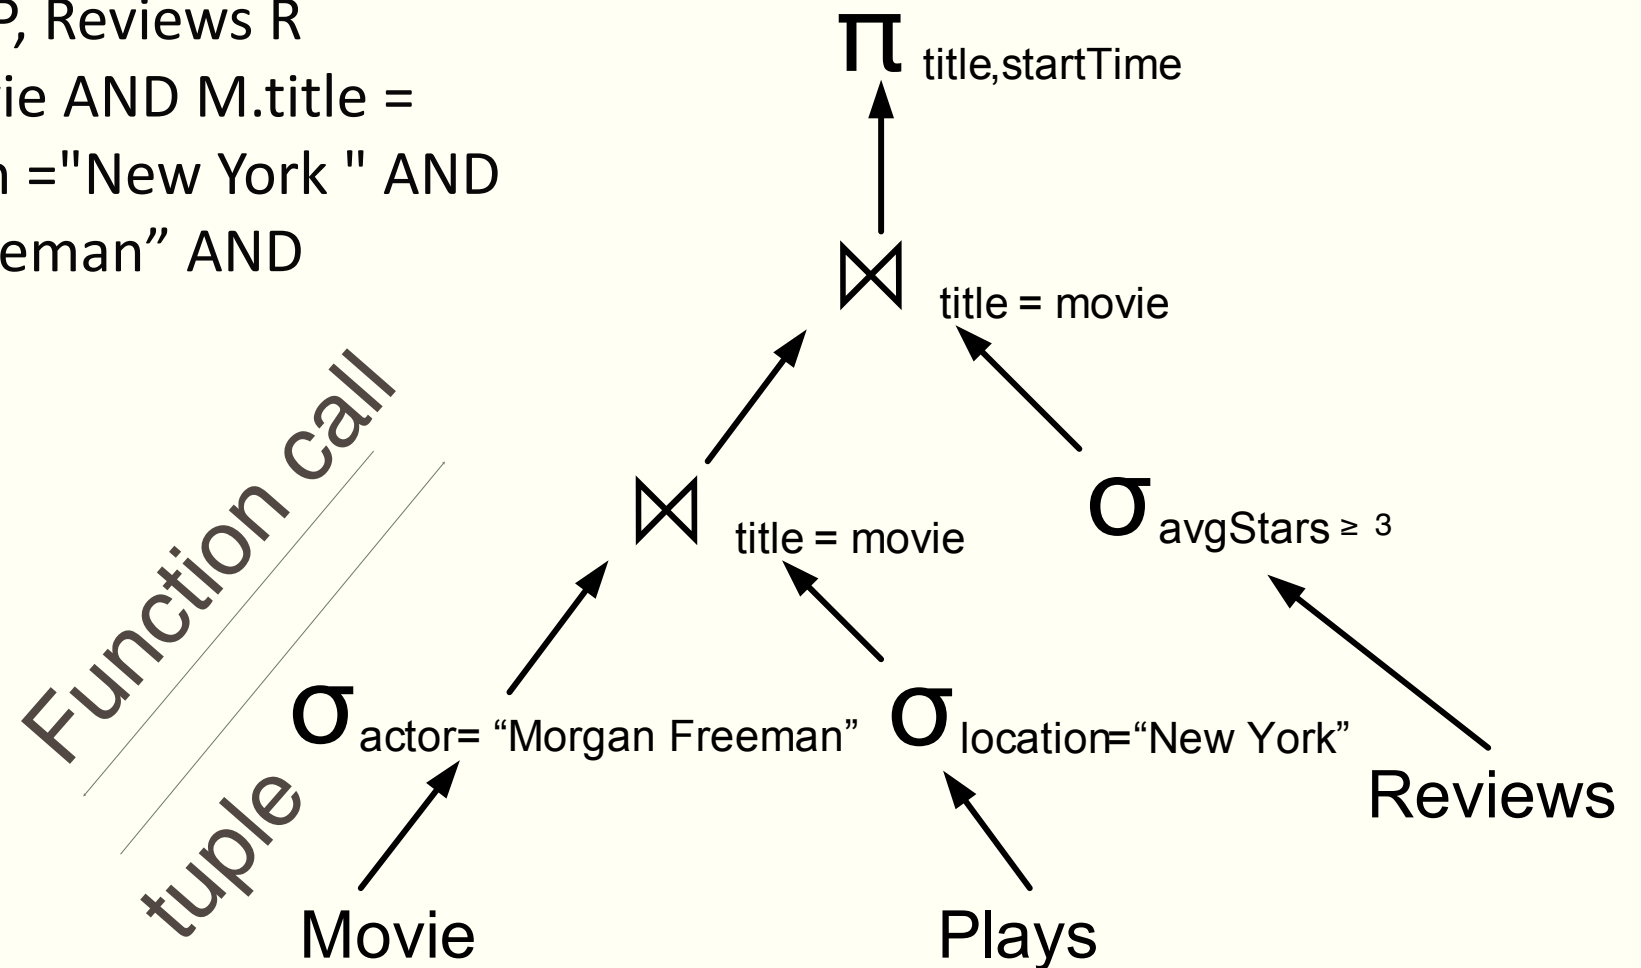 P, Reviews R
ie AND M.title =
="New York " AND
eman” AND
π title,startTime
⋈ title = movie
⋈ title = movie
σ avgStars ≥ 3
Function call
tuple
σ actor= “Morgan Freeman”
σ location=“New York”
Reviews
Movie
Plays